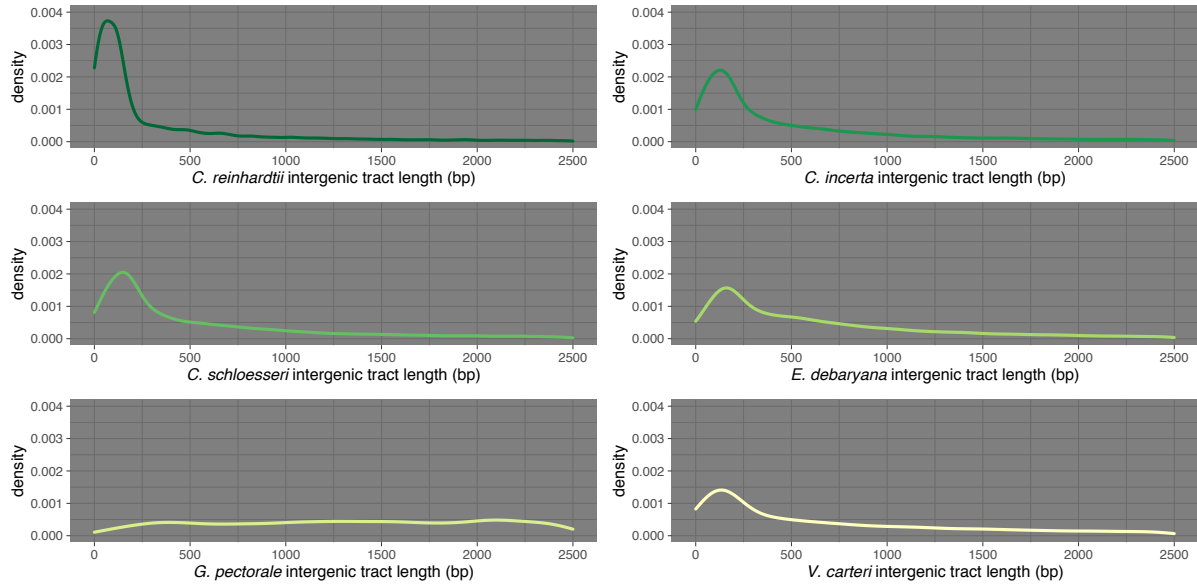 density
0.004
0.003
0.002
0.001
0.000
0 500 1000 1500 2000 2500
C. reinhardtii intergenic tract length (bp)
density
0.004
0.003
0.002
0.001
0.000
0 500 1000 1500 2000 2500
C. incerta intergenic tract length (bp)
density
0.004
0.003
0.002
0.001
0.000
0 500 1000 1500 2000 2500
C. schloesseri intergenic tract length (bp)
density
0.004
0.003
0.002
0.001
0.000
0 500 1000 1500 2000 2500
E. debaryana intergenic tract length (bp)
density
0.004
0.003
0.002
0.001
0.000
0 500 1000 1500 2000 2500
G. pectorale intergenic tract length (bp)
density
0.004
0.003
0.002
0.001
0.000
0 500 1000 1500 2000 2500
V. carteri intergenic tract length (bp)